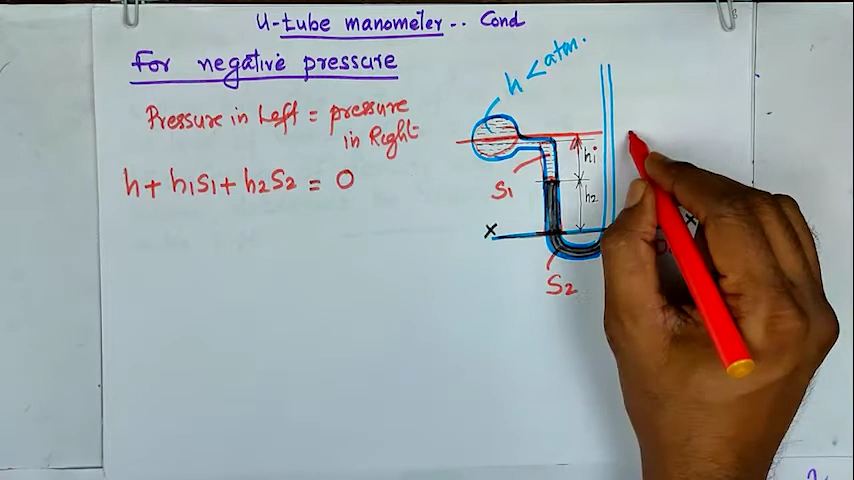 U-tube manometer.. Cond
For negative pressure
Pressure in Left = pressure
in Right
h + h1S1 + h2S2 = 0
h < atm.
h1
S1
h2
X
X
S2